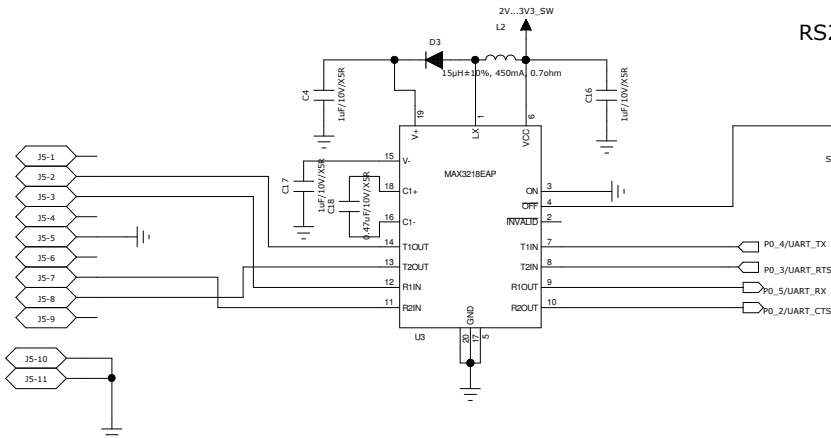 2V...3V3_SW
L2
RS2
D3
15µH±10%, 450mA, 0.7ohm
C4
1uF/10V/X5R
C16
1uF/10V/X5R
19
1
6
V+
LX
VCC
J5-1
J5-2
J5-3
J5-4
J5-5
J5-6
J5-7
J5-8
J5-9
J5-10
J5-11
C17
1uF/10V/X5R
C18
0.47uF/10V/X5R
MAX3218EAP
15 V-
18 C1+
16 C1-
14 T1OUT
13 T2OUT
12 R1IN
11 R2IN
ON 3
OFF 4
INVALID 2
T1IN 7
T2IN 8
R1OUT 9
R2OUT 10
GND
U3
20
17
5
S
P0_4/UART_TX
P0_3/UART_RTS
P0_5/UART_RX
P0_2/UART_CTS